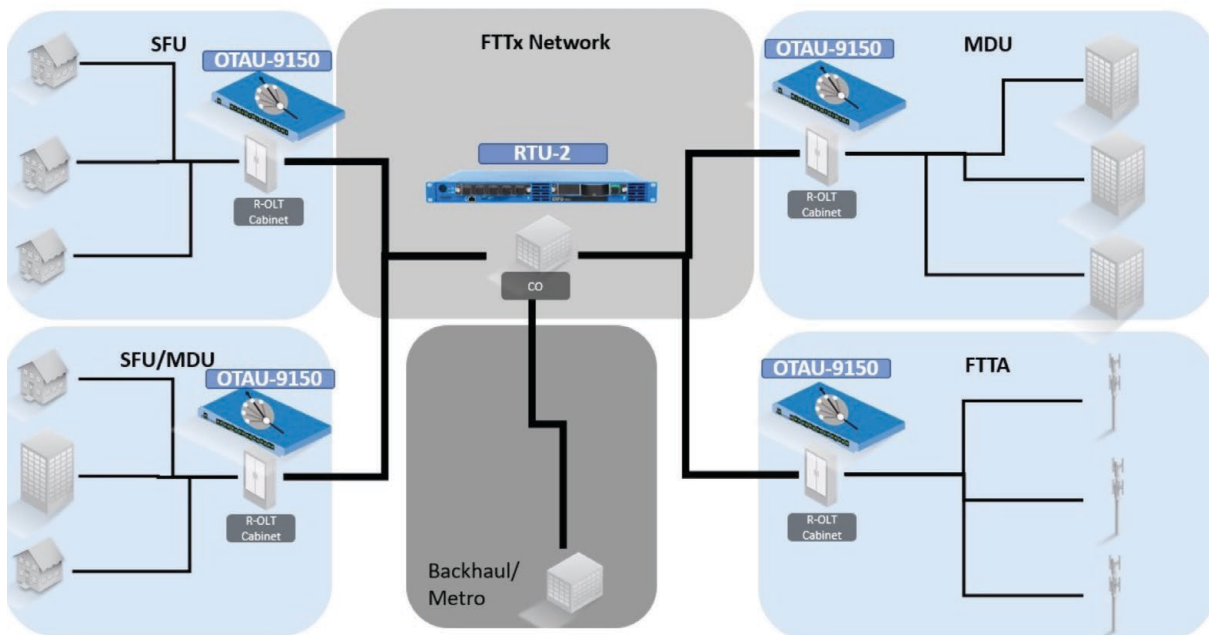 SFU
OTAU-9150
R-OLT
Cabinet
FTTx Network
RTU-2
CO
OTAU-9150
MDU
R-OLT
Cabinet
SFU/MDU
OTAU-9150
R-OLT
Cabinet
Backhaul/
Metro
OTAU-9150
FTTA
R-OLT
Cabinet